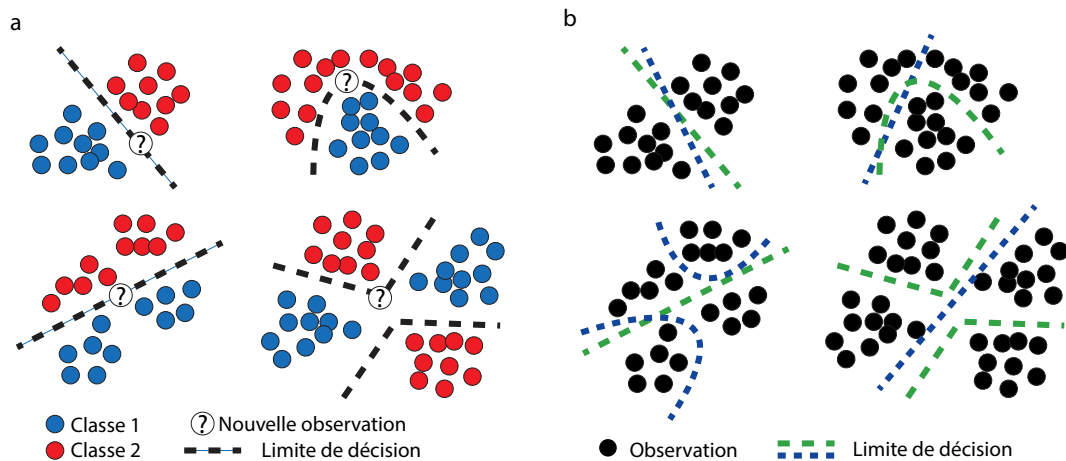 a
b
?
?
?
?
Classe 1
? Nouvelle observation
Classe 2
Limite de décision
Observation
Limite de décision